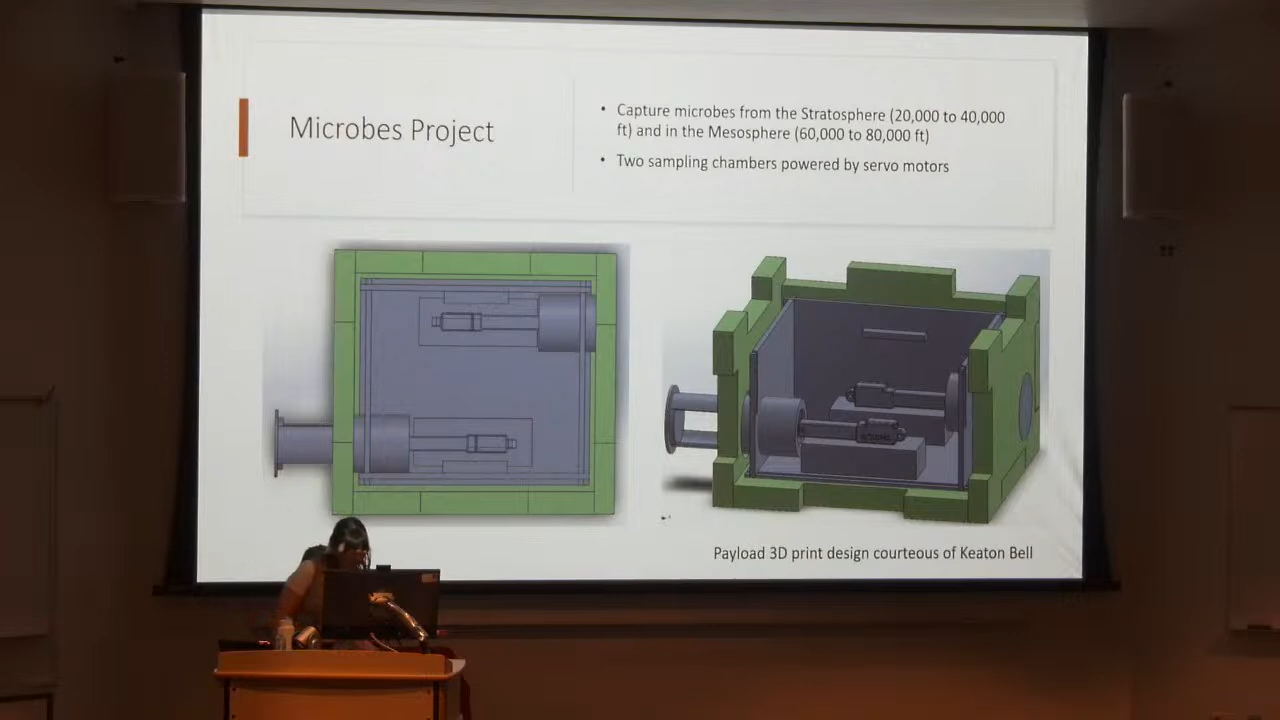 Microbes Project
• Capture microbes from the Stratosphere (20,000 to 40,000
ft) and in the Mesosphere (60,000 to 80,000 ft)
• Two sampling chambers powered by servo motors
Payload 3D print design courteous of Keaton Bell